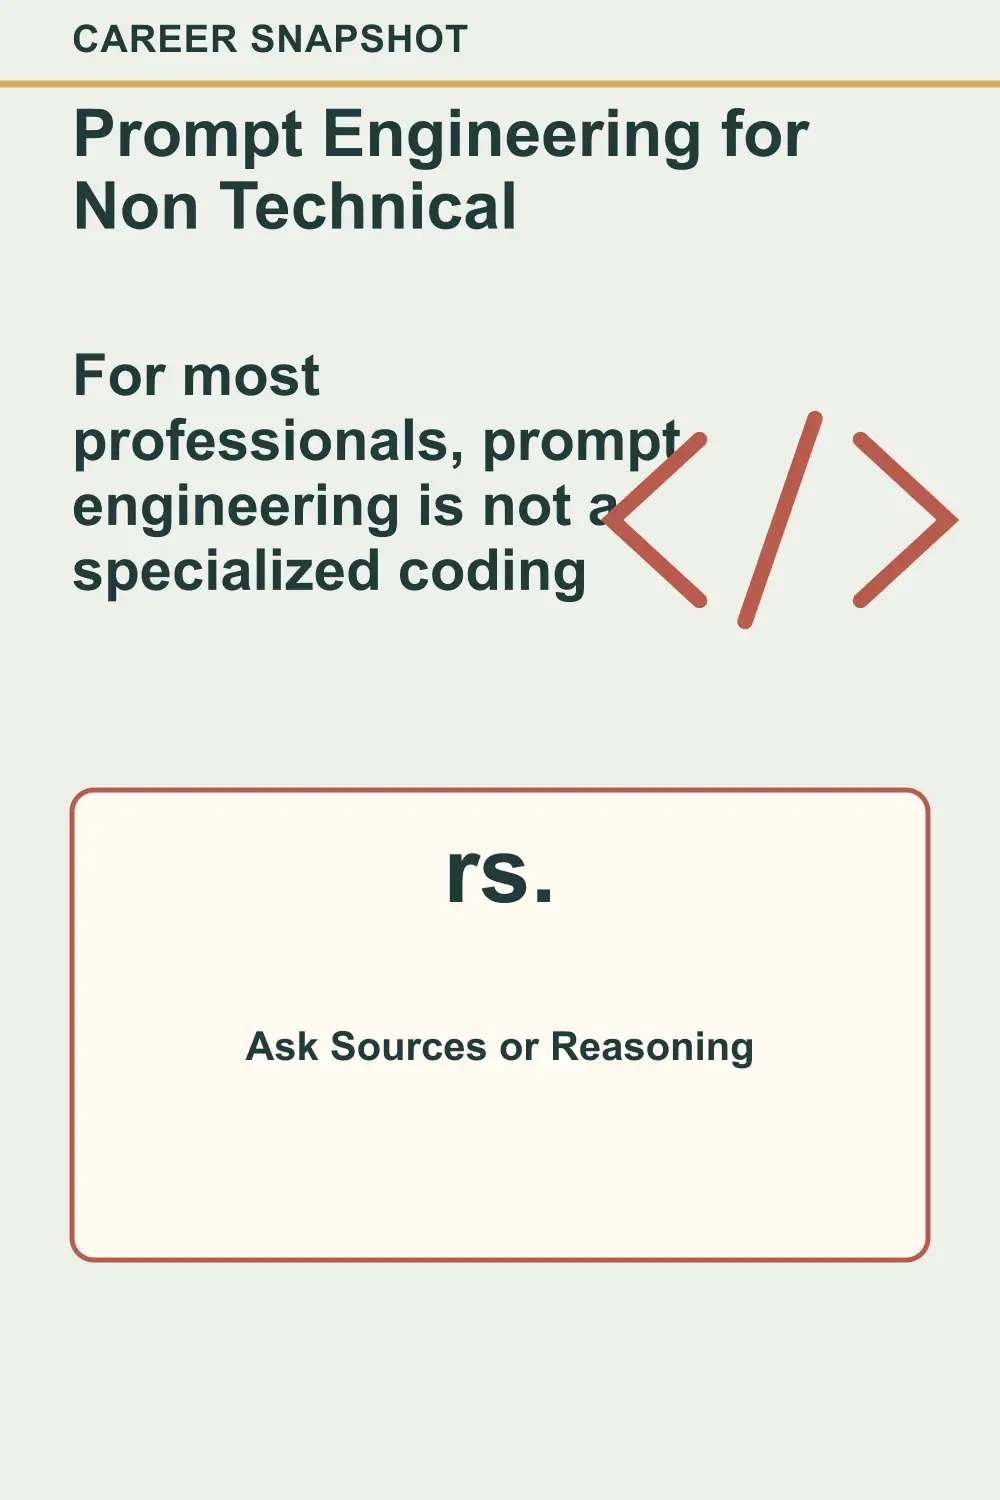 CAREER SNAPSHOT
Prompt Engineering for
Non Technical
For most
professionals, prompt
engineering is not a
specialized coding
rs.
Ask Sources or Reasoning